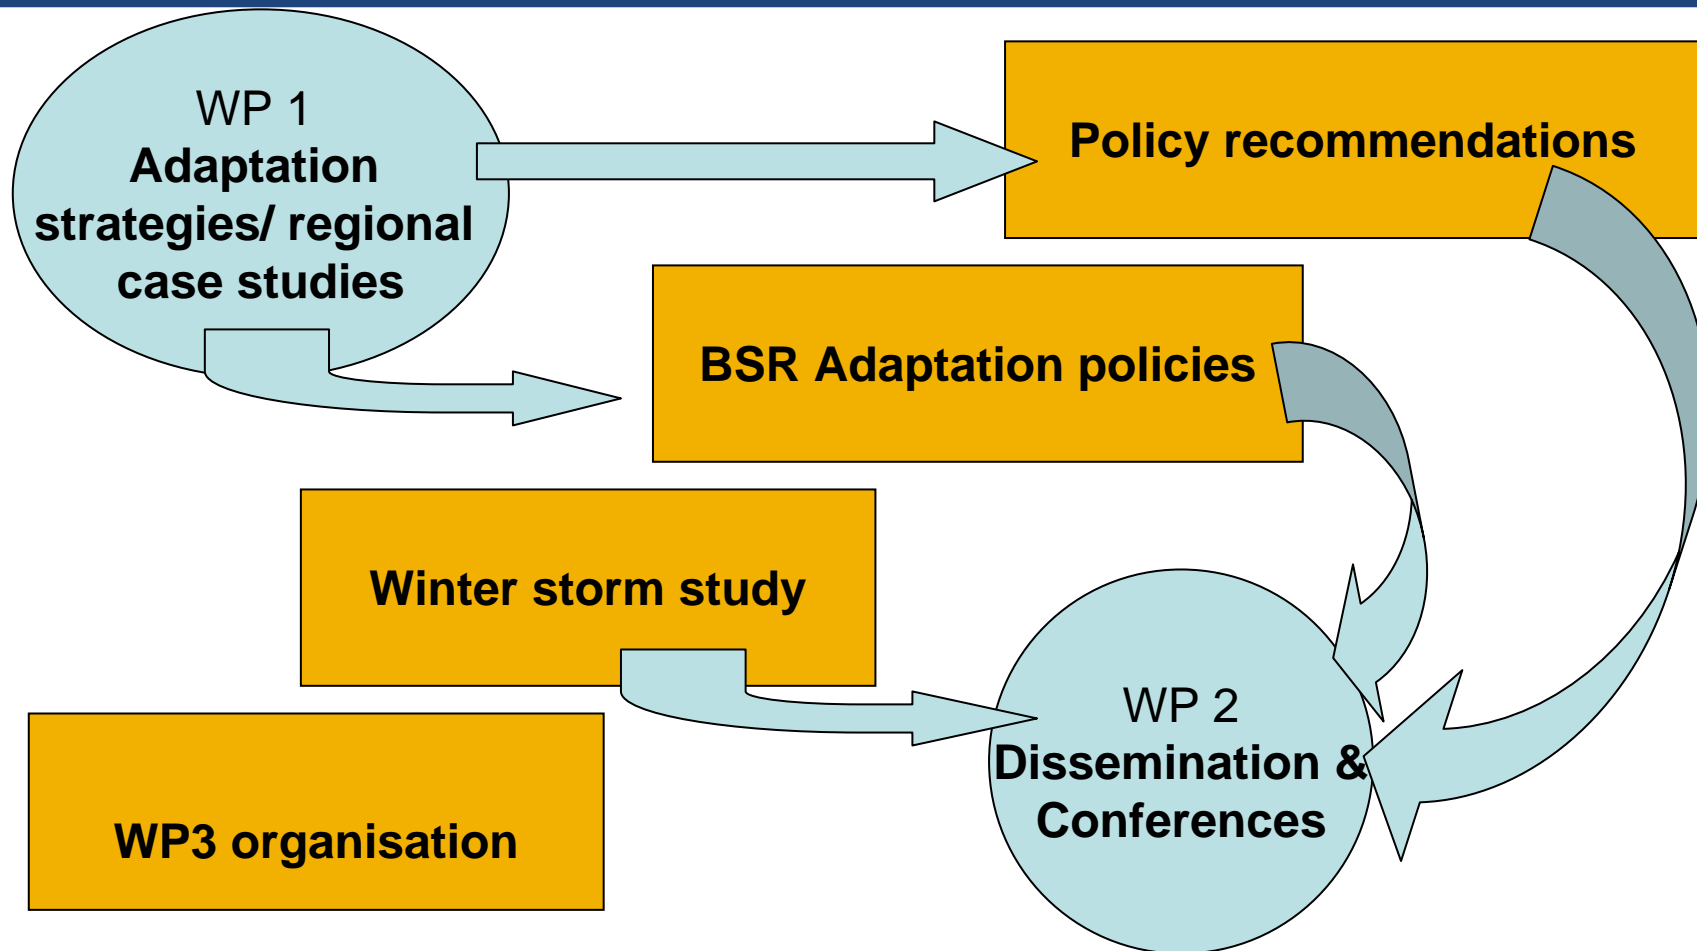 WP 1
Adaptation
strategies/ regional
case studies
Policy recommendations
BSR Adaptation policies
Winter storm study
WP 2
Dissemination &
Conferences
WP3 organisation